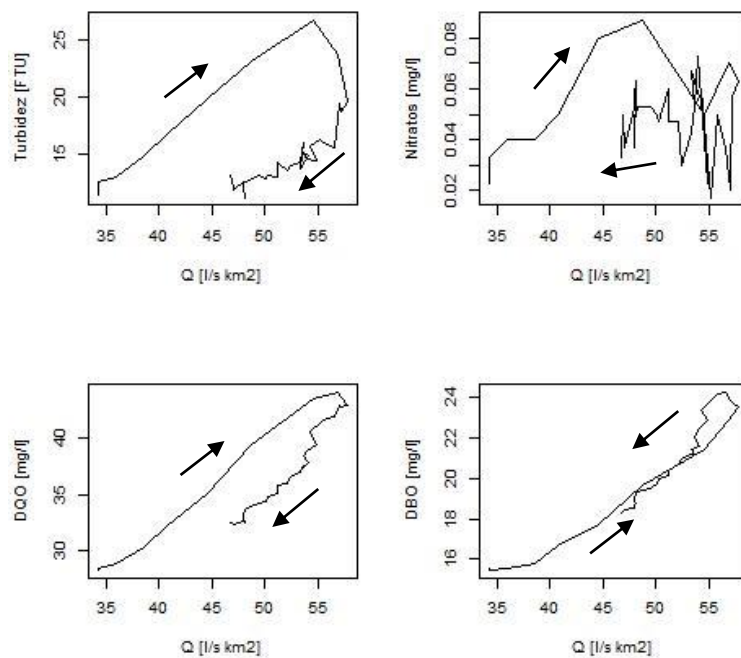 Turbidez [FTU]
25
20
15
35 40 45 50 55
Q [l/s km2]
Nitratos [mg/l]
0.08
0.06
0.04
0.02
35 40 45 50 55
Q [l/s km2]
DQO [mg/l]
40
35
30
35 40 45 50 55
Q [l/s km2]
DBO [mg/l]
24
22
20
18
16
35 40 45 50 55
Q [l/s km2]